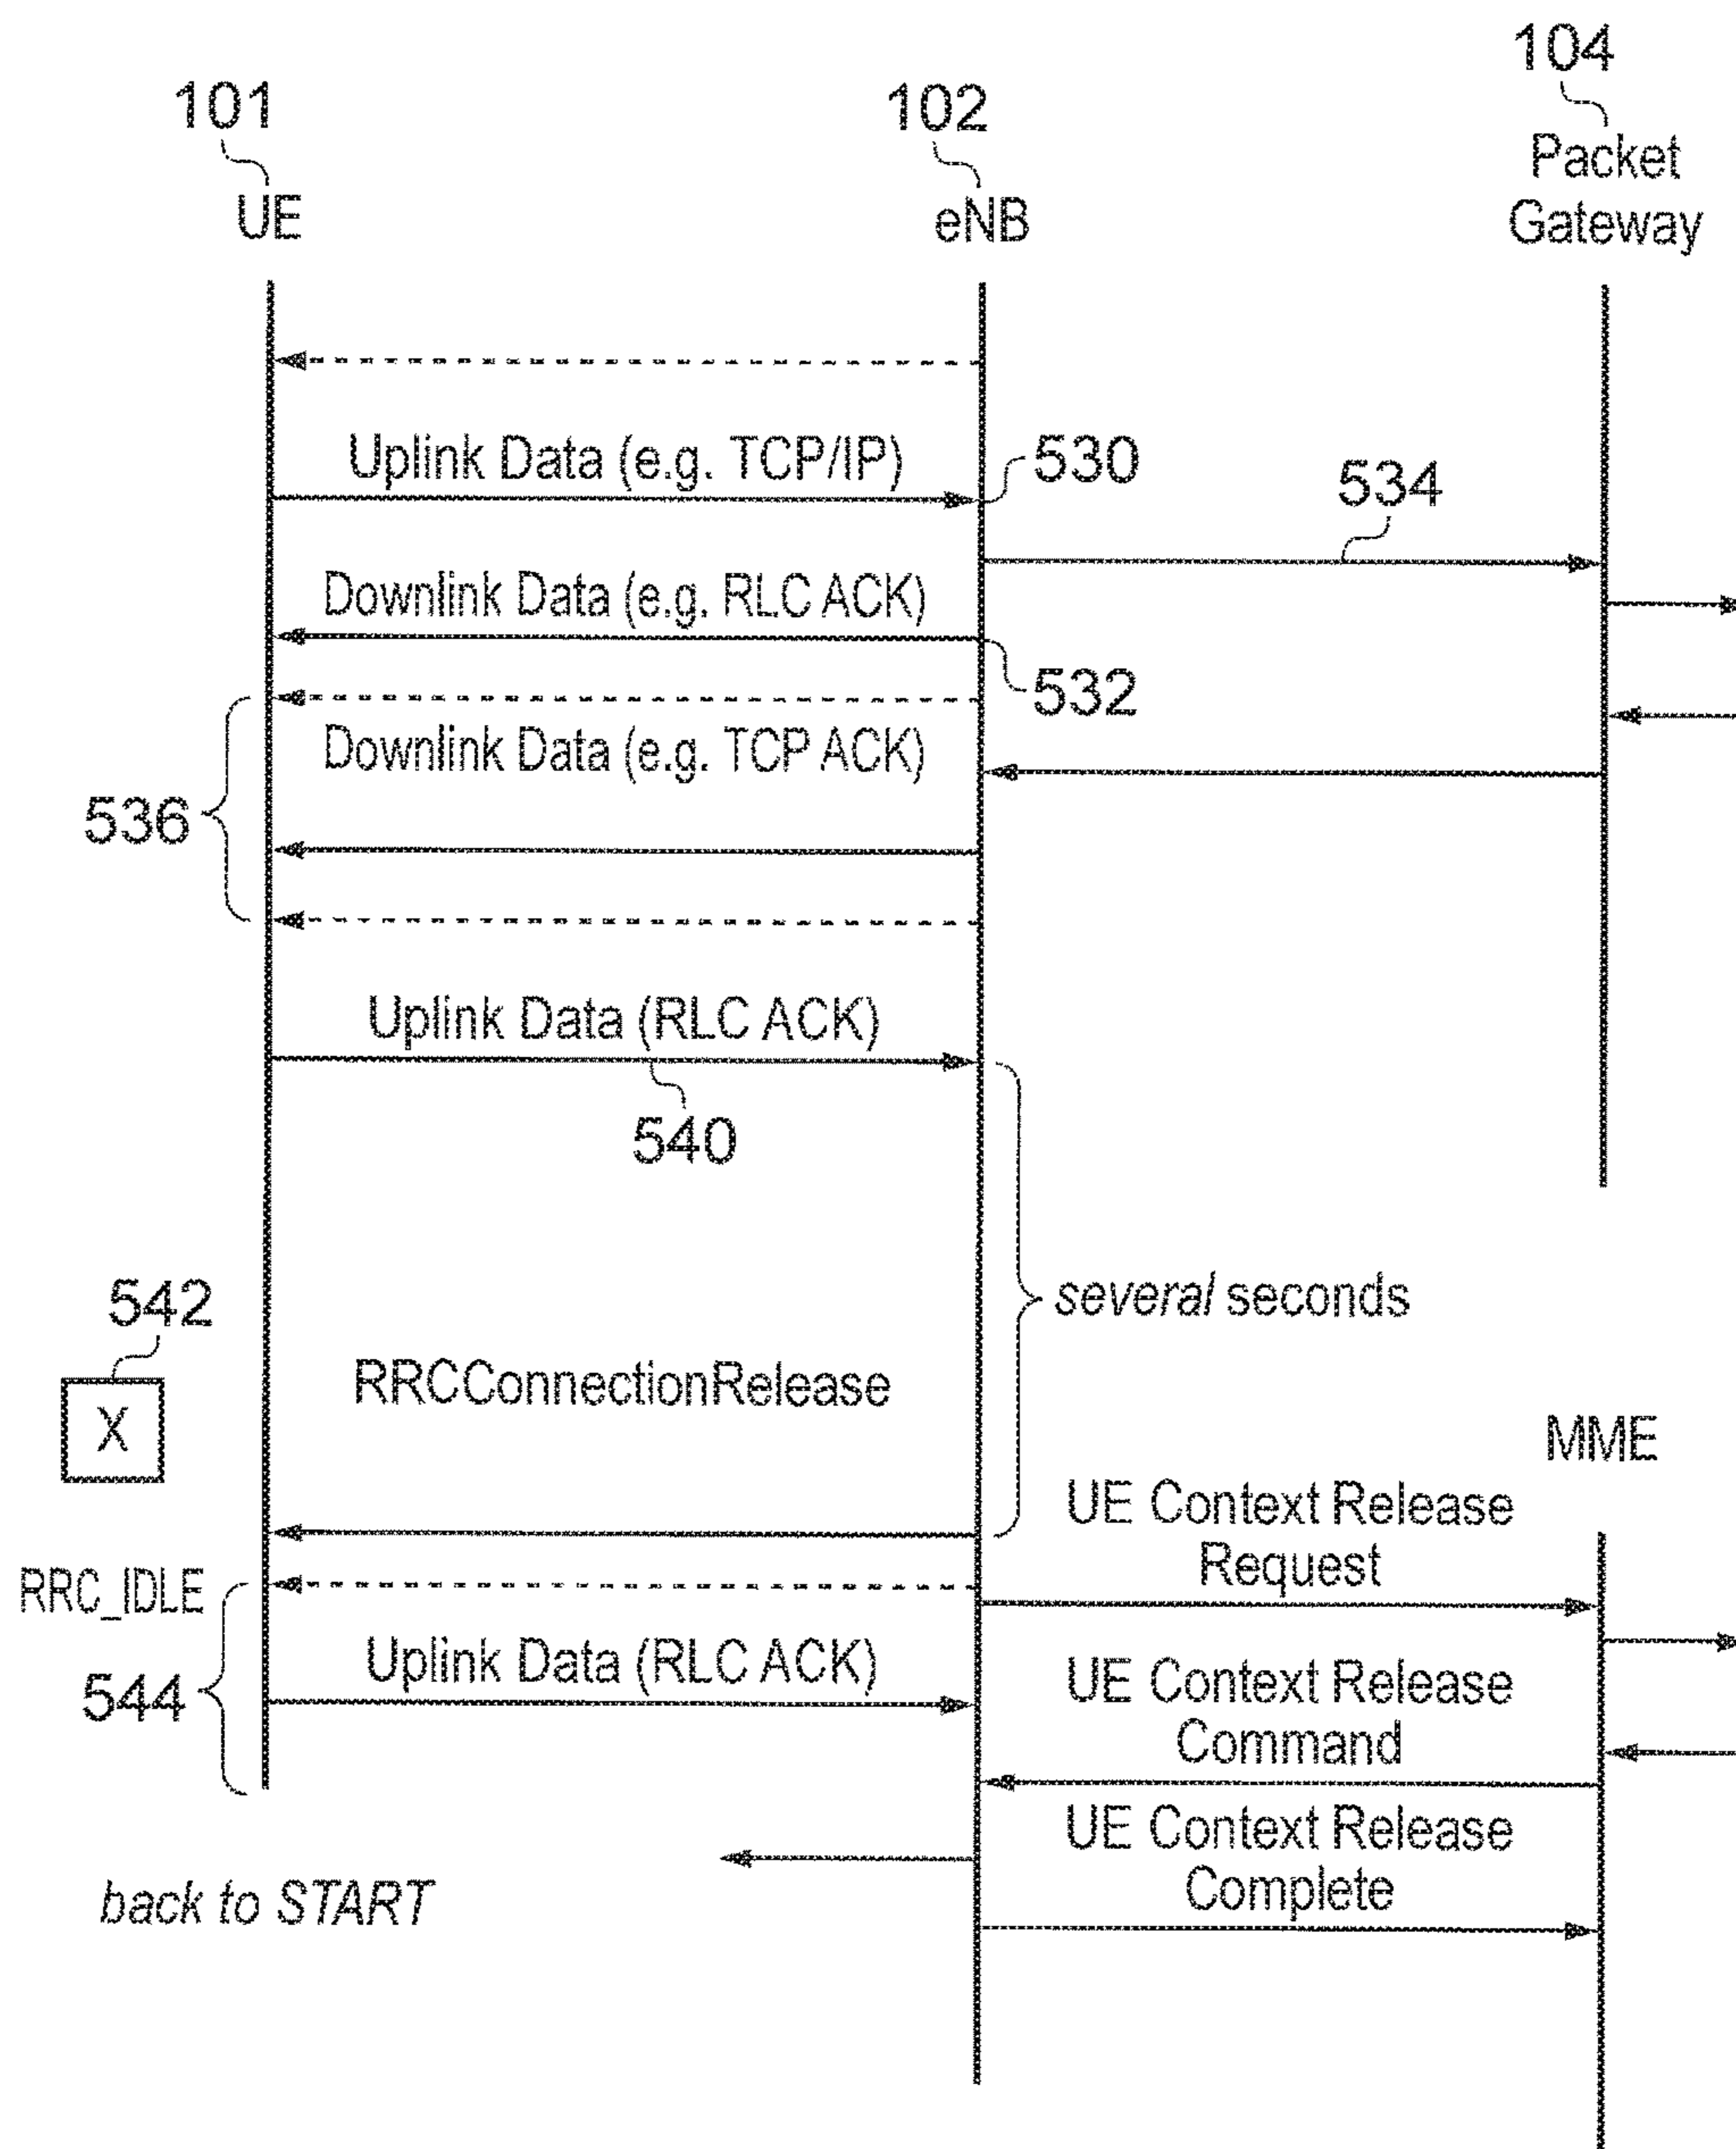 104
101
102
Packet
Gateway
UE
eNB
Uplink Data (e.g. TCP/IP)
530
534
Downlink Data (e.g. RLC ACK)
532
Downlink Data (e.g. TCP ACK)
536
Uplink Data (RLC ACK)
540
several seconds
542
X
RRCConnectionRelease
MME
UE Context Release
Request
RRC_IDLE
Uplink Data (RLC ACK)
544
UE Context Release
Command
UE Context Release
Complete
back to START